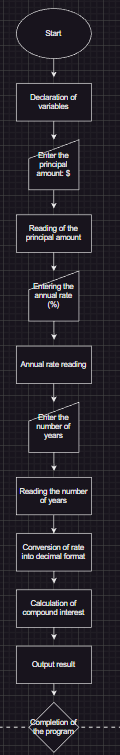 Start
Declaration of
variables
Enter the
principal
amount: $
Reading of the
principal amount
Entering the
annual rate
(%)
Annual rate reading
Enter the
number of
years
Reading the number
of years
Conversion of rate
into decimal format
Calculation of
compound interest
Output result
Completion of
the program